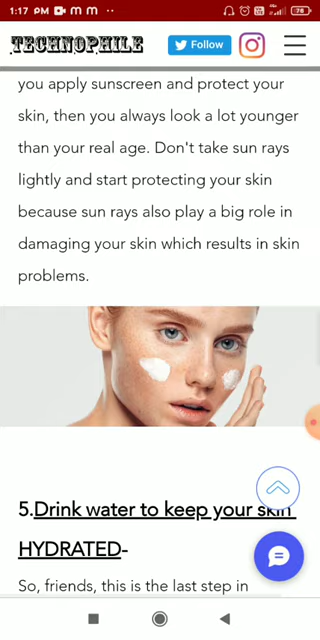 1:17 PM
78
TECHNOPHILE
Follow
you apply sunscreen and protect your
skin, then you always look a lot younger
than your real age. Don't take sun rays
lightly and start protecting your skin
because sun rays also play a big role in
damaging your skin which results in skin
problems.
5.Drink water to keep your skin
HYDRATED-
So, friends, this is the last step in